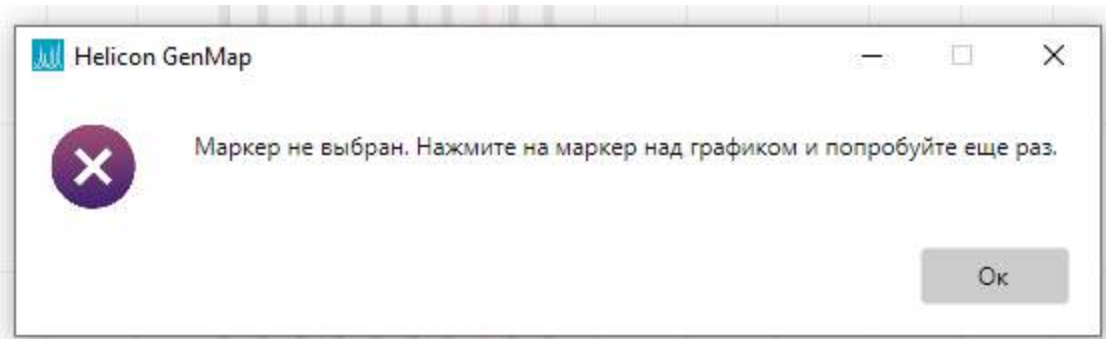 Helicon GenMap
Маркер не выбран. Нажмите на маркер над графиком и попробуйте еще раз.
Ок